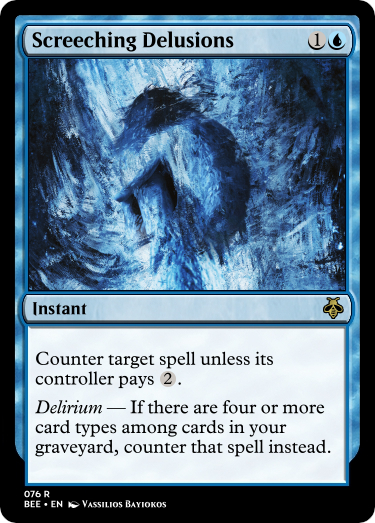 Screeching Delusions 1
Instant
Counter target spell unless its
controller pays 2.
Delirium — If there are four or more
card types among cards in your
graveyard, counter that spell instead.
076 R
BEE • EN Vassilios Bayiokos